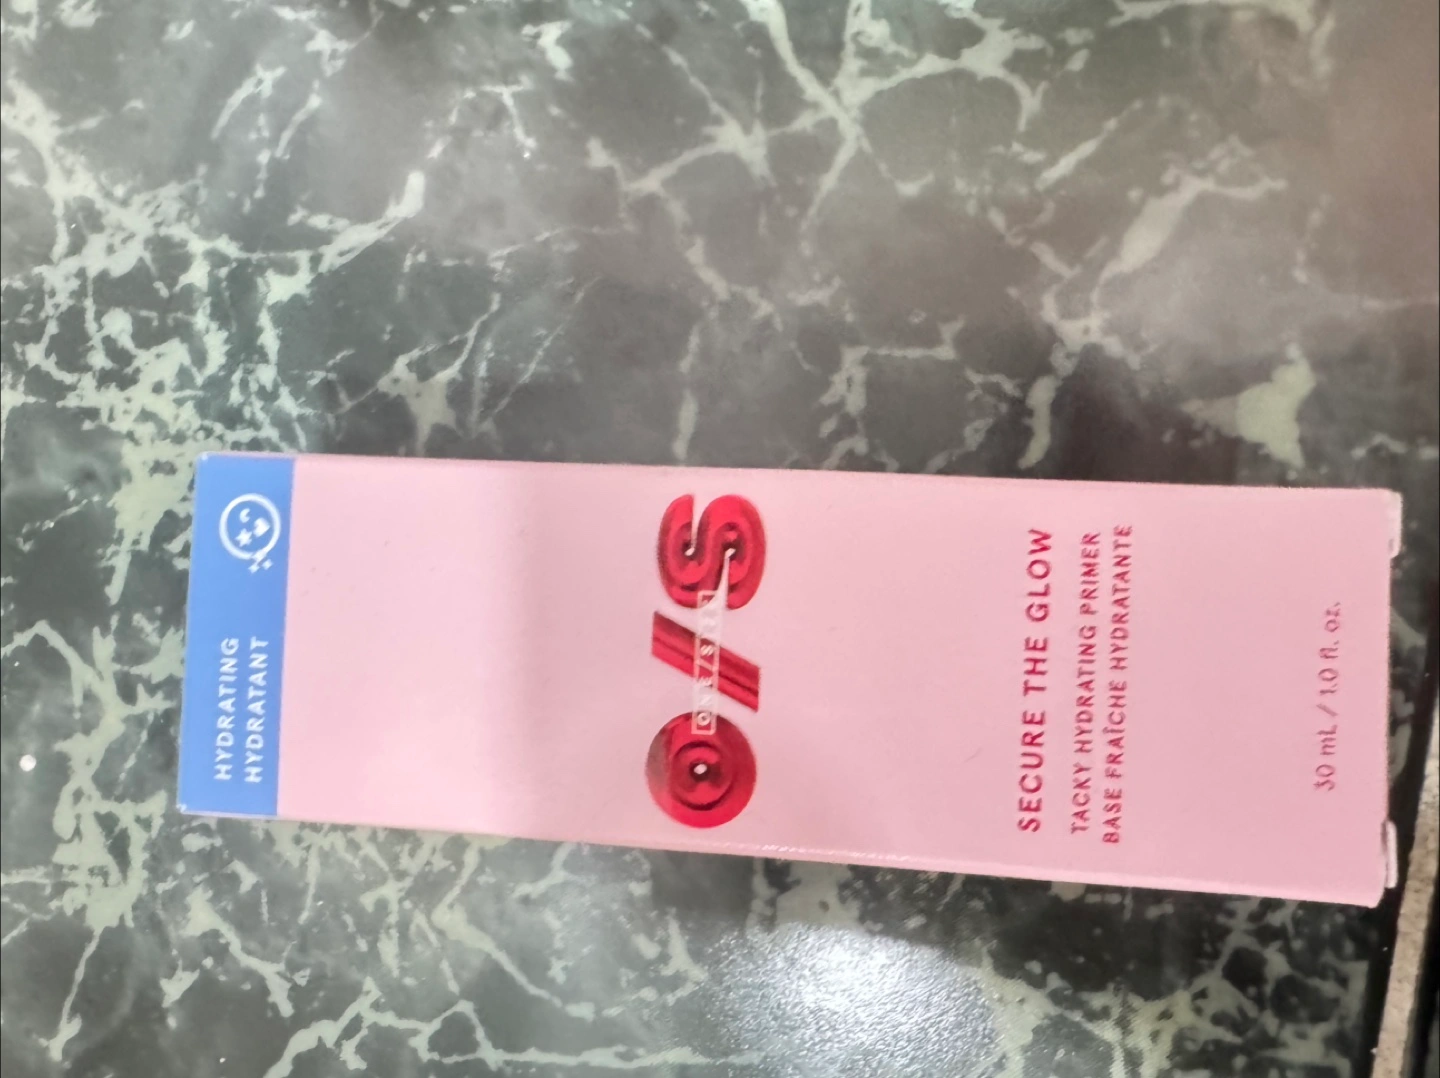 HYDRATING
HYDRATANT
O/S
ONE/SIZE
SECURE THE GLOW
TACKY HYDRATING PRIMER
BASE FRAÎCHE HYDRATANTE
30 mL / 1.0 fl. oz.